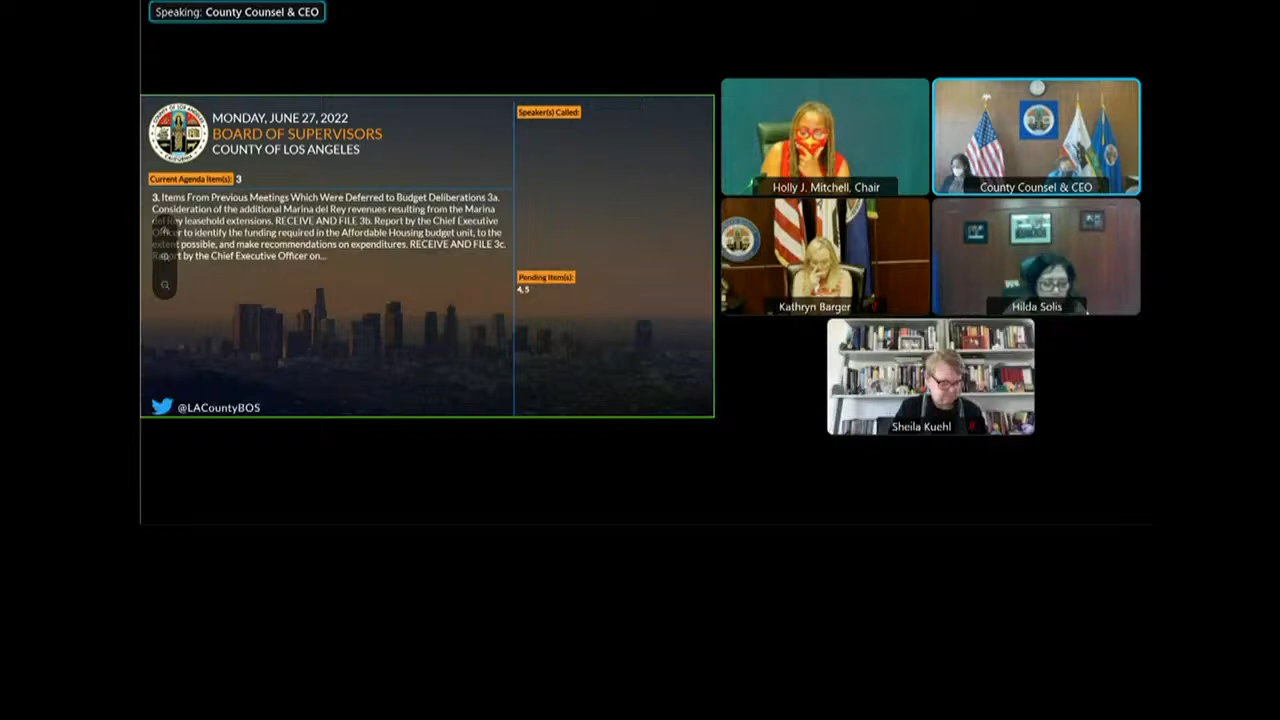 Speaking: County Counsel & CEO
MONDAY, JUNE 27, 2022
BOARD OF SUPERVISORS
COUNTY OF LOS ANGELES
Current Agenda Item(s): 3
3. Items From Previous Meetings Which Were Deferred to Budget Deliberations 3a.
Consideration of the additional Marina del Rey revenues resulting from the Marina
del Rey leasehold extensions. RECEIVE AND FILE 3b. Report by the Chief Executive
Officer to identify the funding required in the Affordable Housing budget unit, to the
extent possible, and make recommendations on expenditures. RECEIVE AND FILE 3c.
Report by the Chief Executive Officer on...
@LACountyBOS
Speaker(s) Called:
Pending Item(s):
4, 5
Holly J. Mitchell, Chair
County Counsel & CEO
Kathryn Barger
Hilda Solis
Sheila Kuehl